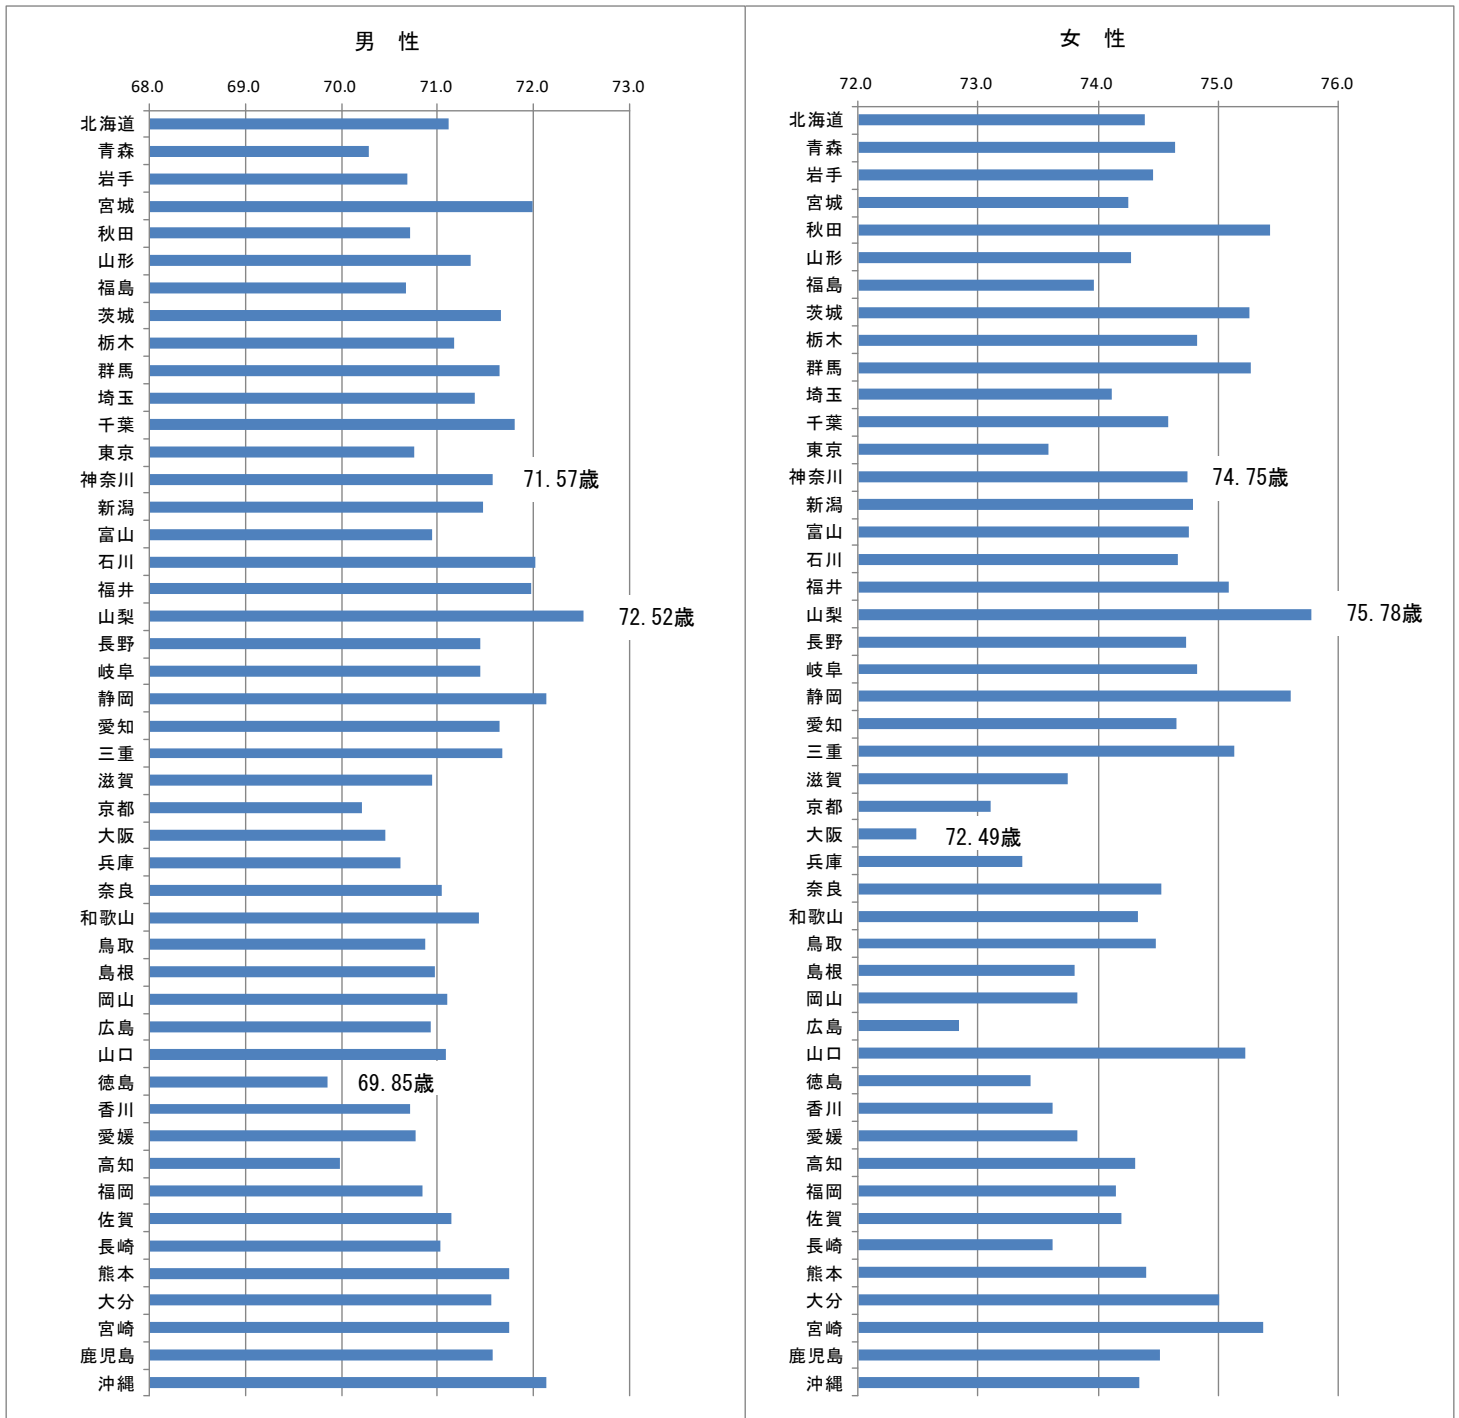 男 性
68.0 69.0 70.0 71.0 72.0 73.0
北海道
青森
岩手
宮城
秋田
山形
福島
茨城
栃木
群馬
埼玉
千葉
東京
神奈川 71.57歳
新潟
富山
石川
福井
山梨 72.52歳
長野
岐阜
静岡
愛知
三重
滋賀
京都
大阪
兵庫
奈良
和歌山
鳥取
島根
岡山
広島
山口
徳島 69.85歳
香川
愛媛
高知
福岡
佐賀
長崎
熊本
大分
宮崎
鹿児島
沖縄
女 性
72.0 73.0 74.0 75.0 76.0
北海道
青森
岩手
宮城
秋田
山形
福島
茨城
栃木
群馬
埼玉
千葉
東京
神奈川 74.75歳
新潟
富山
石川
福井
山梨 75.78歳
長野
岐阜
静岡
愛知
三重
滋賀
京都
大阪 72.49歳
兵庫
奈良
和歌山
鳥取
島根
岡山
広島
山口
徳島
香川
愛媛
高知
福岡
佐賀
長崎
熊本
大分
宮崎
鹿児島
沖縄